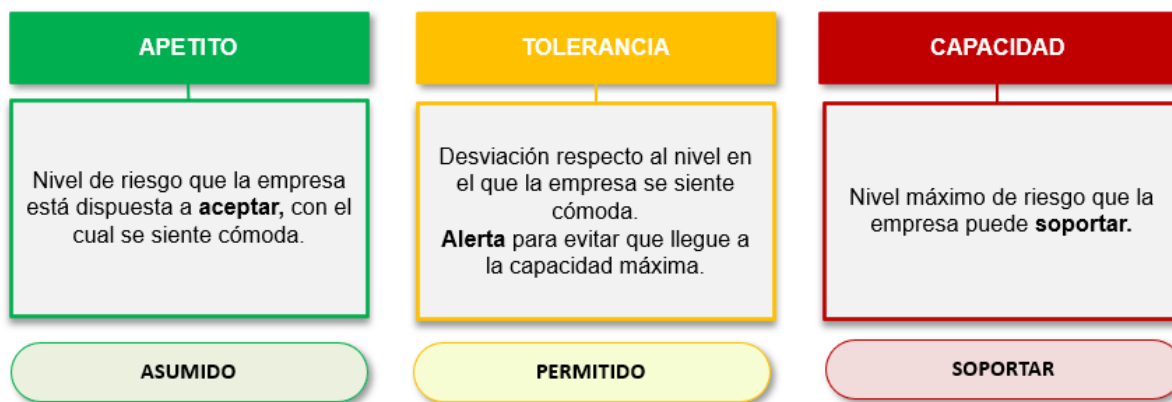 APETITO
Nivel de riesgo que la empresa
está dispuesta a aceptar, con el
cual se siente cómoda.
ASUMIDO
TOLERANCIA
Desviación respecto al nivel en
el que la empresa se siente
cómoda.
Alerta para evitar que llegue a
la capacidad máxima.
PERMITIDO
CAPACIDAD
Nivel máximo de riesgo que la
empresa puede soportar.
SOPORTAR